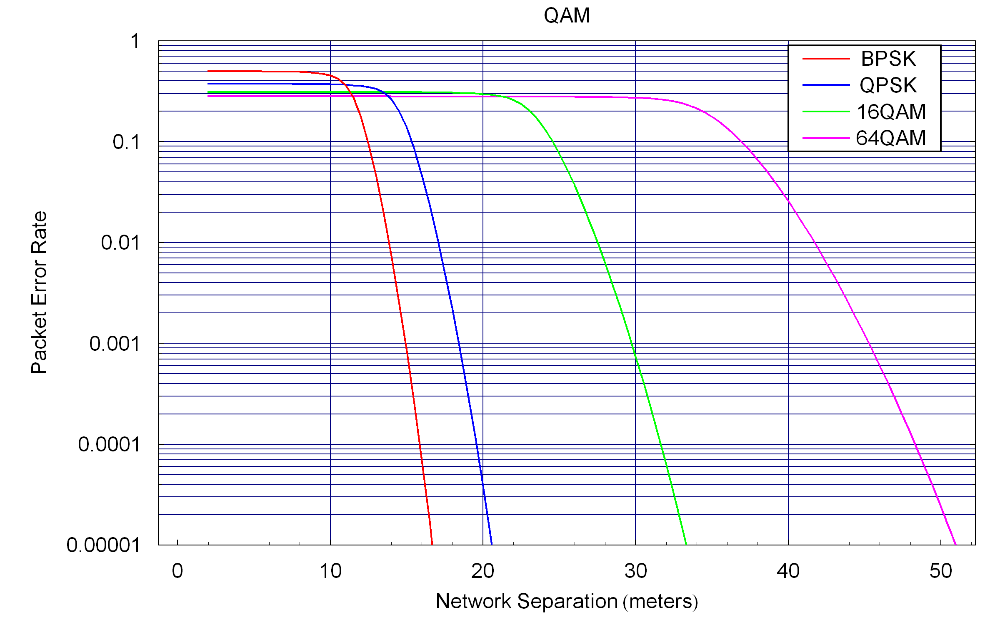 QAM
1
0.1
0.01
0.001
0.0001
0.00001
Packet Error Rate
BPSK
QPSK
16QAM
64QAM
0 10 20 30 40 50
Network Separation (meters)